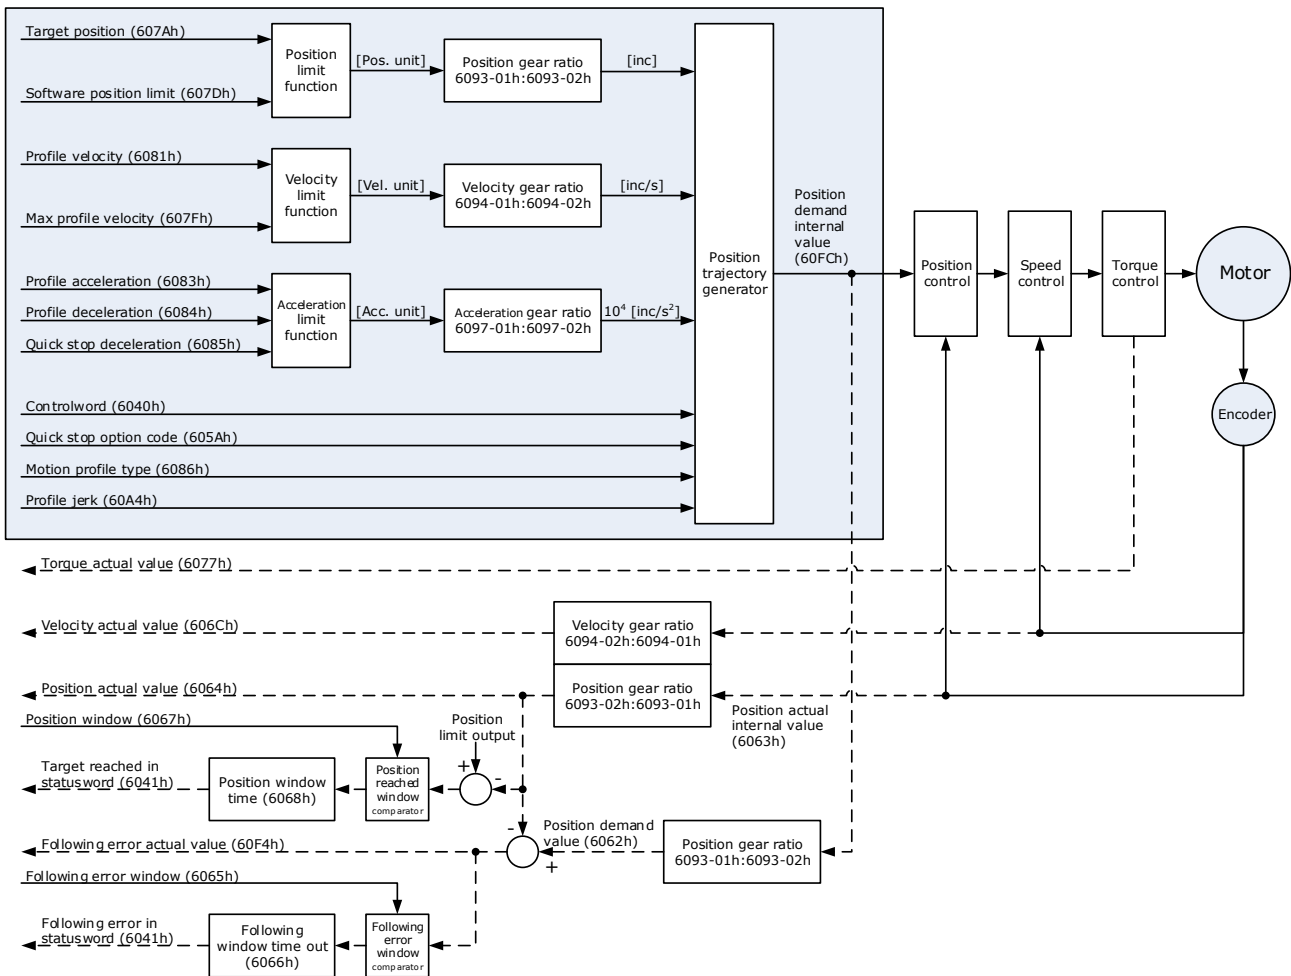 Target position (607Ah)
Software position limit (607Dh)
Position
limit
function
[Pos. unit]
Position gear ratio
6093-01h:6093-02h
[inc]
Profile velocity (6081h)
Max profile velocity (607Fh)
Velocity
limit
function
[Vel. unit]
Velocity gear ratio
6094-01h:6094-02h
[inc/s]
Profile acceleration (6083h)
Profile deceleration (6084h)
Quick stop deceleration (6085h)
Acceleration
limit
function
[Acc. unit]
Acceleration gear ratio
6097-01h:6097-02h
10⁴ [inc/s²]
Controlword (6040h)
Quick stop option code (605Ah)
Motion profile type (6086h)
Profile jerk (60A4h)
Position
trajectory
generator
Position
demand
internal
value
(60FCh)
Position
control
Speed
control
Torque
control
Motor
Encoder
Torque actual value (6077h)
Velocity actual value (606Ch)
Velocity gear ratio
6094-02h:6094-01h
Position actual value (6064h)
Position gear ratio
6093-02h:6093-01h
Position actual
internal value
(6063h)
Position window (6067h)
Position
limit output
+
-
Target reached in
statusword (6041h)
Position window
time (6068h)
Position
reached
window
comparator
Following error actual value (60F4h)
-
+
Position demand
value (6062h)
Position gear ratio
6093-01h:6093-02h
Following error window (6065h)
Following error in
statusword (6041h)
Following
window time out
(6066h)
Following
error
window
comparator